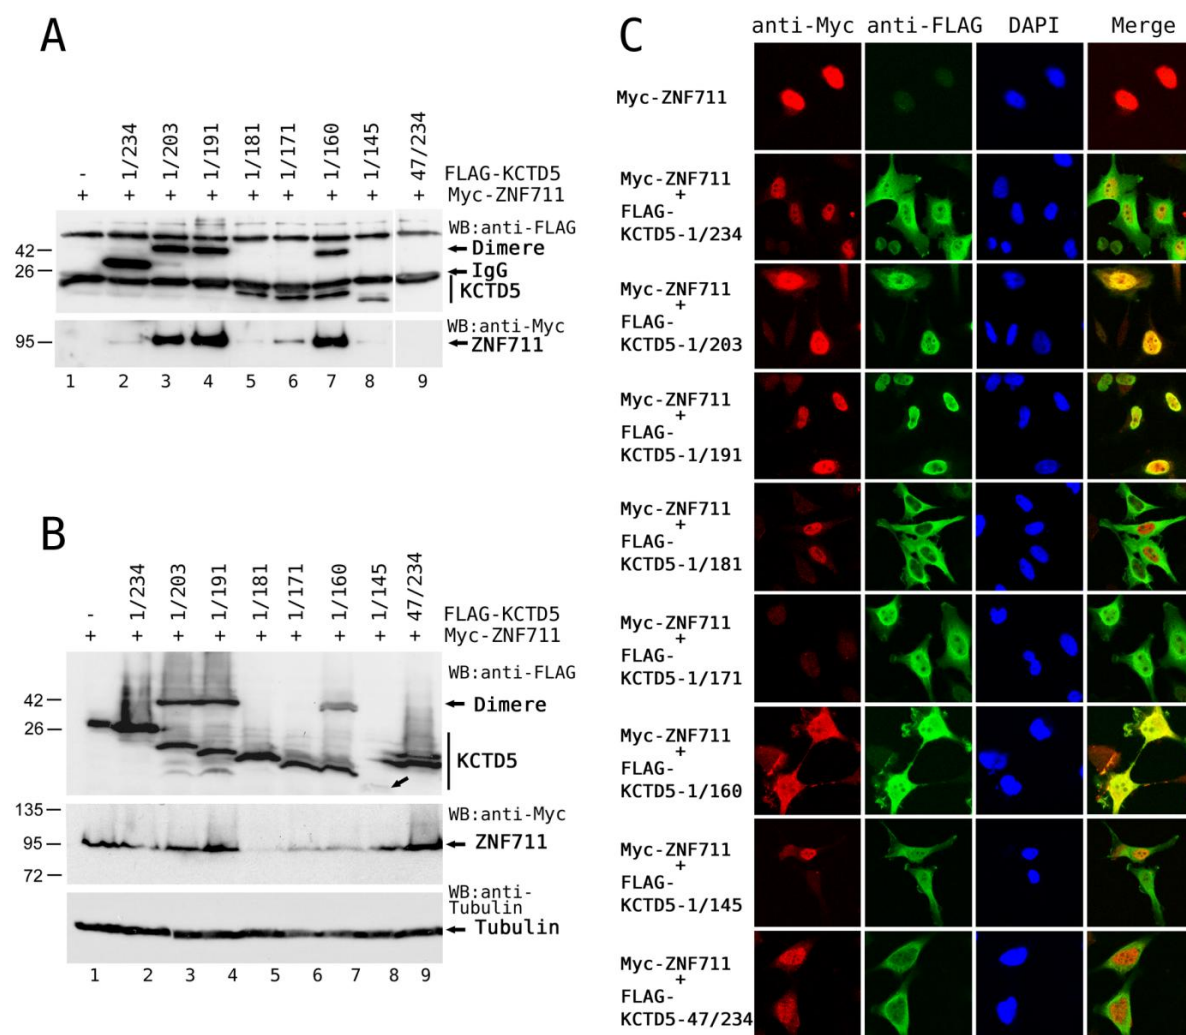 A
- 1/234 1/203 1/191 1/181 1/171 1/160 1/145 47/234 FLAG-KCTD5
+ + + + + + + + + Myc-ZNF711
WB:anti-FLAG
42 Dimere
26 IgG
KCTD5
WB:anti-Myc
95 ZNF711
1 2 3 4 5 6 7 8 9
B
- 1/234 1/203 1/191 1/181 1/171 1/160 1/145 47/234 FLAG-KCTD5
+ + + + + + + + + Myc-ZNF711
WB:anti-FLAG
42 Dimere
26
KCTD5
135 WB:anti-Myc
95 ZNF711
72
WB:anti-
Tubulin
Tubulin
1 2 3 4 5 6 7 8 9
C
anti-Myc anti-FLAG DAPI Merge
Myc-ZNF711
Myc-ZNF711
+
FLAG-
KCTD5-1/234
Myc-ZNF711
+
FLAG-
KCTD5-1/203
Myc-ZNF711
+
FLAG-
KCTD5-1/191
Myc-ZNF711
+
FLAG-
KCTD5-1/181
Myc-ZNF711
+
FLAG-
KCTD5-1/171
Myc-ZNF711
+
FLAG-
KCTD5-1/160
Myc-ZNF711
+
FLAG-
KCTD5-1/145
Myc-ZNF711
+
FLAG-
KCTD5-47/234